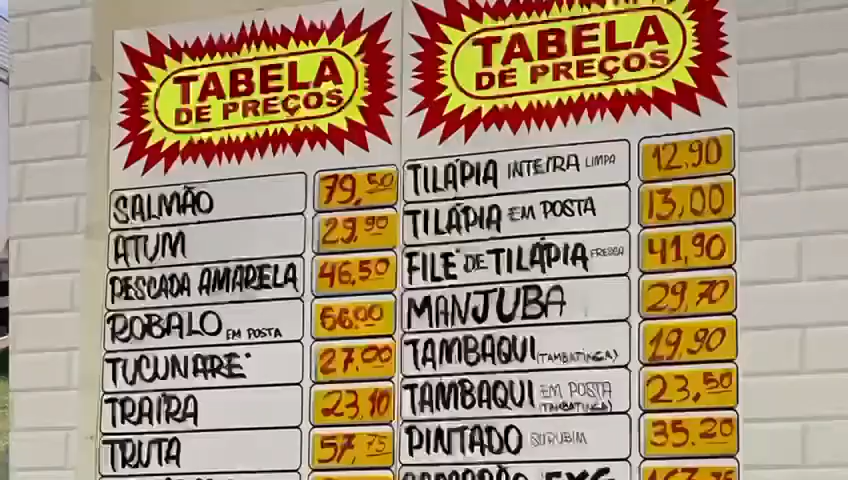 TABELA
DE PREÇOS
SALMÃO 79,50
ATUM 29,90
PESCADA AMARELA 46,50
ROBALO EM POSTA 66,00
TUCUNARÉ 27,00
TRAÍRA 23,10
TRUTA 57,75
TABELA
DE PREÇOS
TILÁPIA INTEIRA LIMPA 12,90
TILÁPIA EM POSTA 13,00
FILÉ DE TILÁPIA FRESCA 41,90
MANJUBA 29,70
TAMBAQUI (TAMBATINGA) 19,90
TAMBAQUI EM POSTA (TAMBATINGA) 23,50
PINTADO SURUBIM 35,20